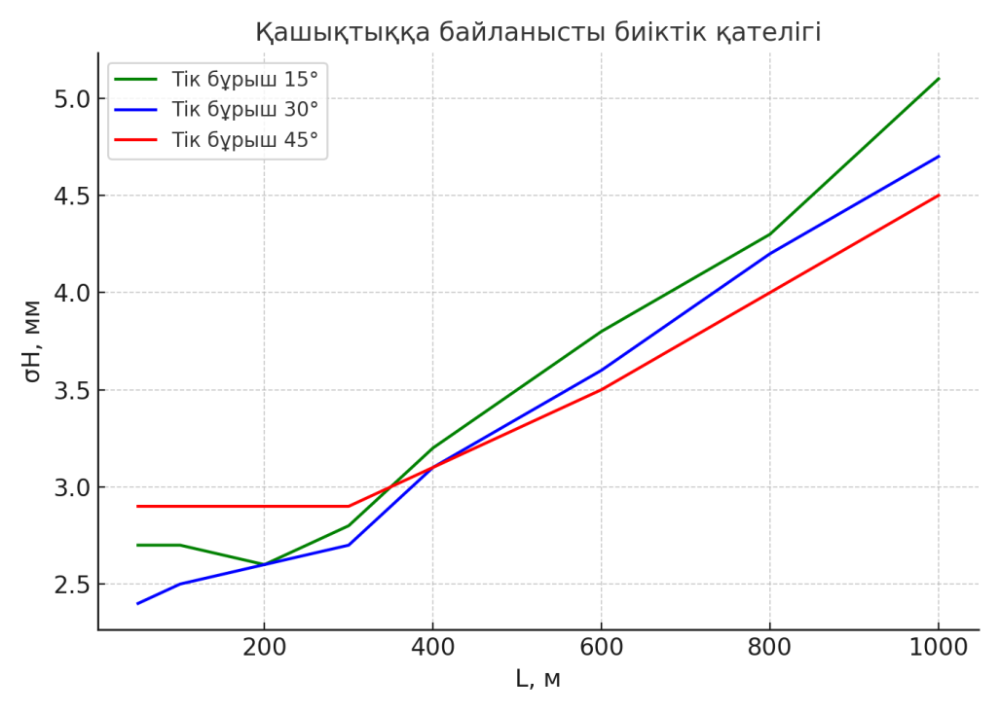 Қашықтыққа байланысты биіктік қателігі
Тік бұрыш 15°
Тік бұрыш 30°
Тік бұрыш 45°
σH, мм
5.0
4.5
4.0
3.5
3.0
2.5
200 400 600 800 1000
L, м